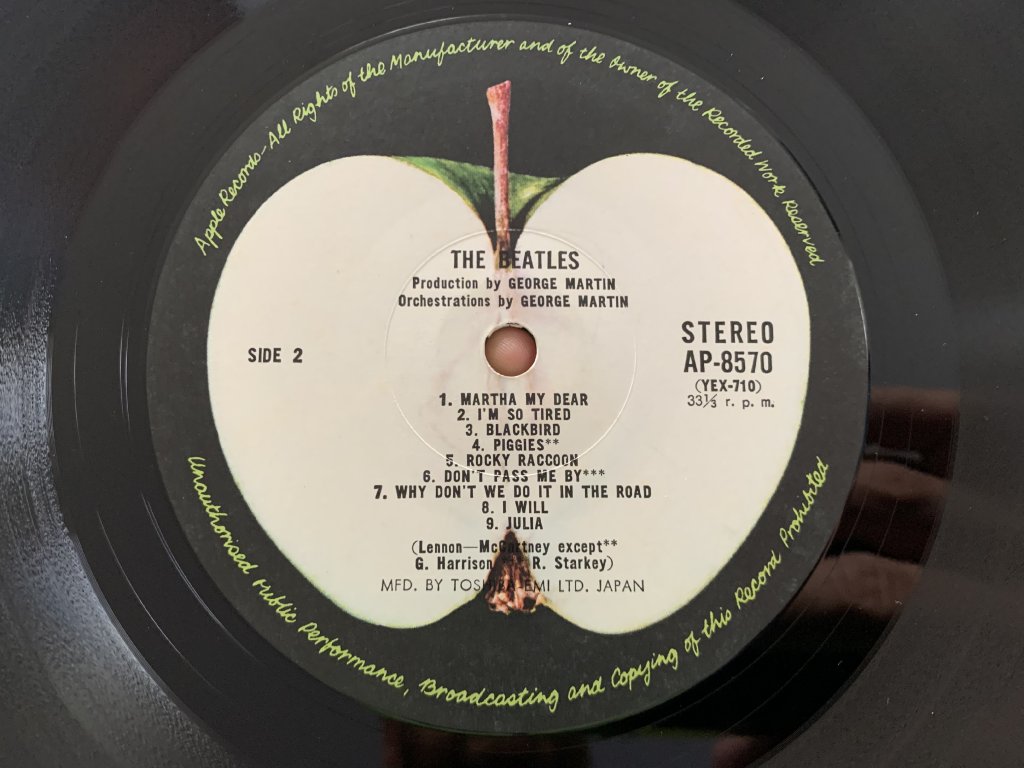 Apple Records-All Rights of the Manufacturer and of the Owner of the Recorded Work Reserved
THE BEATLES
Production by GEORGE MARTIN
Orchestrations by GEORGE MARTIN
SIDE 2
STEREO
AP-8570
(YEX-710)
33⅓ r. p. m.
1. MARTHA MY DEAR
2. I'M SO TIRED
3. BLACKBIRD
4. PIGGIES**
5. ROCKY RACCOON
6. DON'T PASS ME BY***
7. WHY DON'T WE DO IT IN THE ROAD
8. I WILL
9. JULIA
(Lennon—McCartney except**
G. Harrison R. Starkey)
MFD. BY TOSHIBA-EMI LTD. JAPAN
Unauthorised Public Performance, Broadcasting and Copying of this Record Prohibited